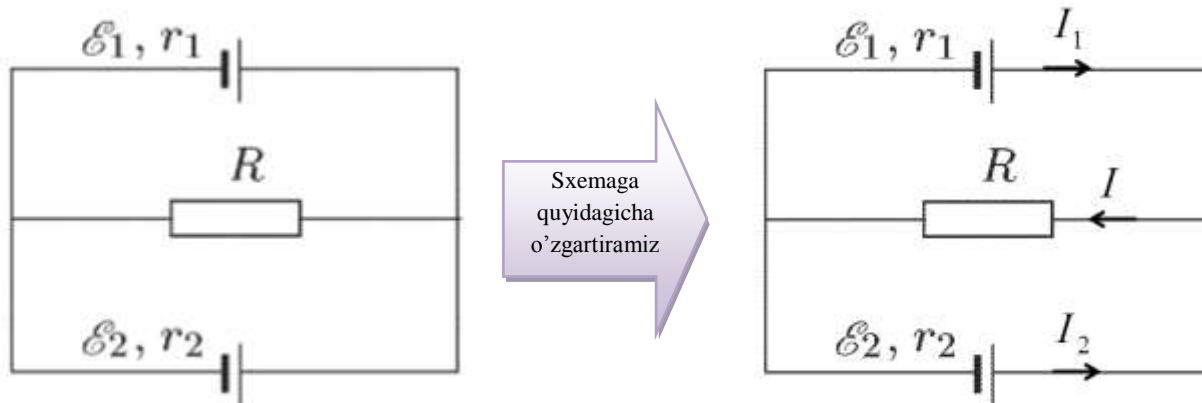 ℰ1, r1
R
ℰ2, r2
Sxemaga
quyidagicha
o’zgartiramiz
ℰ1, r1
I1
R
I
ℰ2, r2
I2